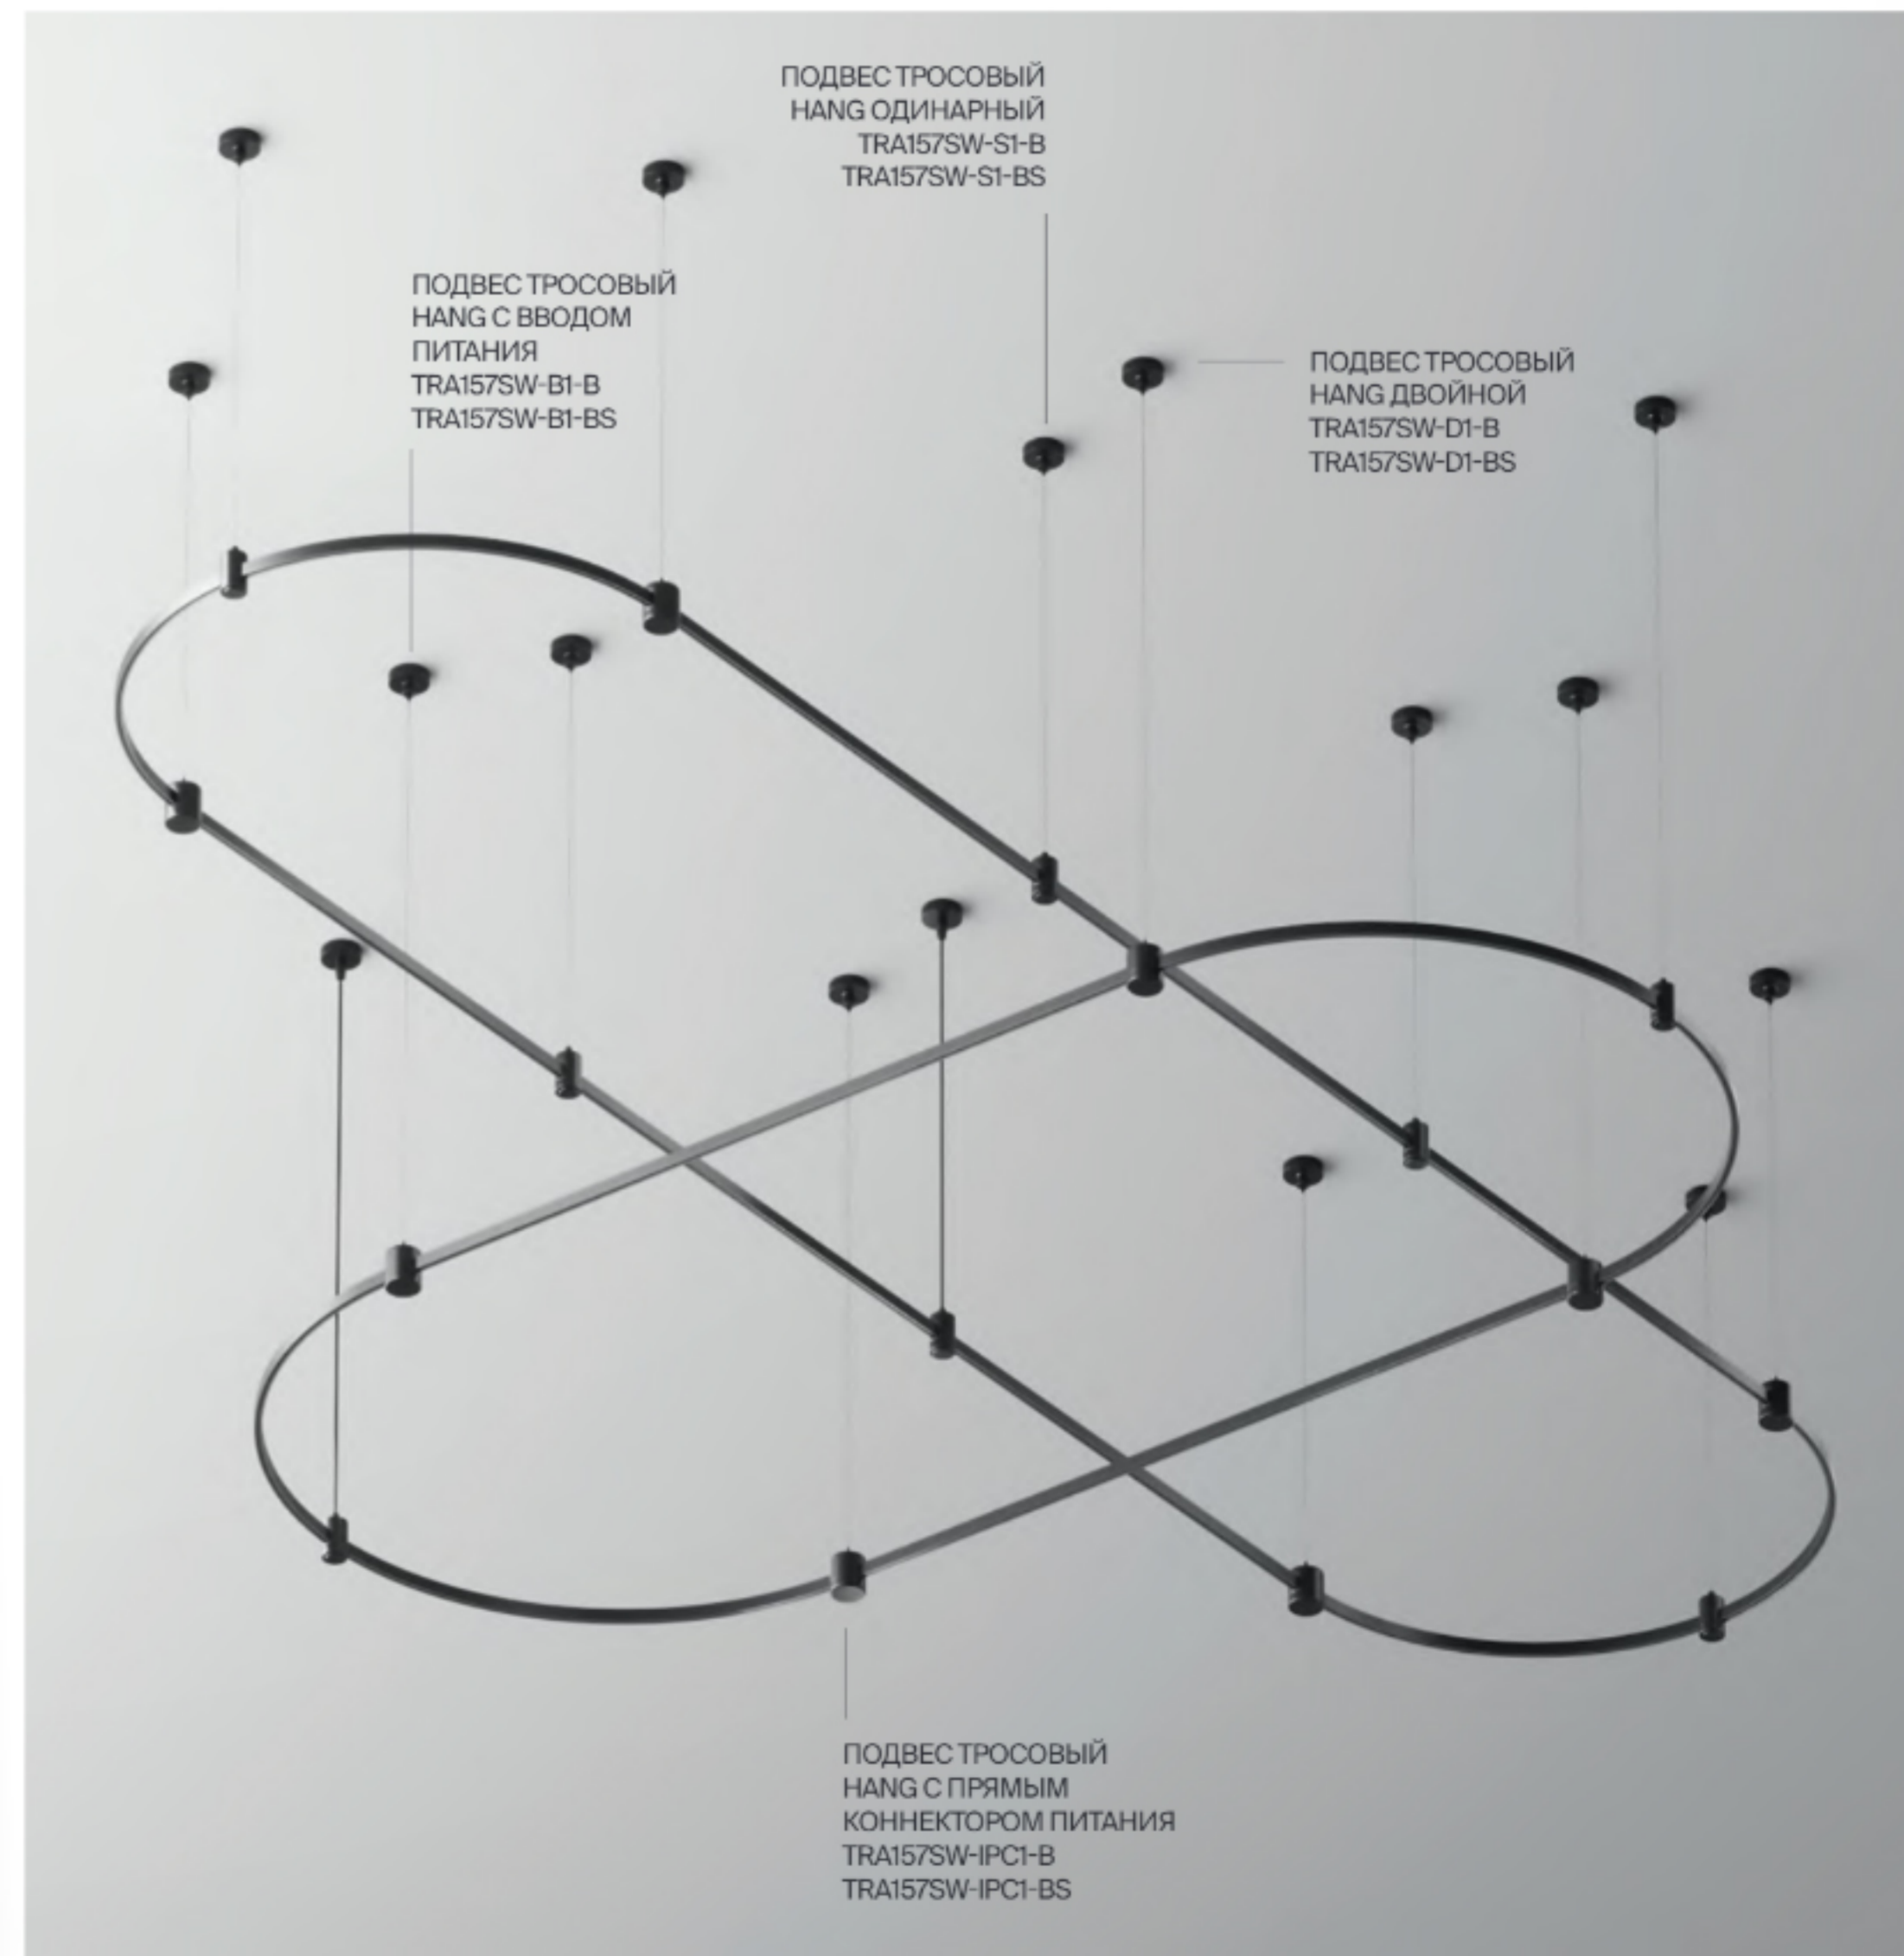 ПОДВЕС ТРОСОВЫЙ
HANG ОДИНАРНЫЙ
TRA157SW-S1-B
TRA157SW-S1-BS
ПОДВЕС ТРОСОВЫЙ
HANG С ВВОДОМ
ПИТАНИЯ
TRA157SW-B1-B
TRA157SW-B1-BS
ПОДВЕС ТРОСОВЫЙ
HANG ДВОЙНОЙ
TRA157SW-D1-B
TRA157SW-D1-BS
ПОДВЕС ТРОСОВЫЙ
HANG С ПРЯМЫМ
КОННЕКТОРОМ ПИТАНИЯ
TRA157SW-IPC1-B
TRA157SW-IPC1-BS